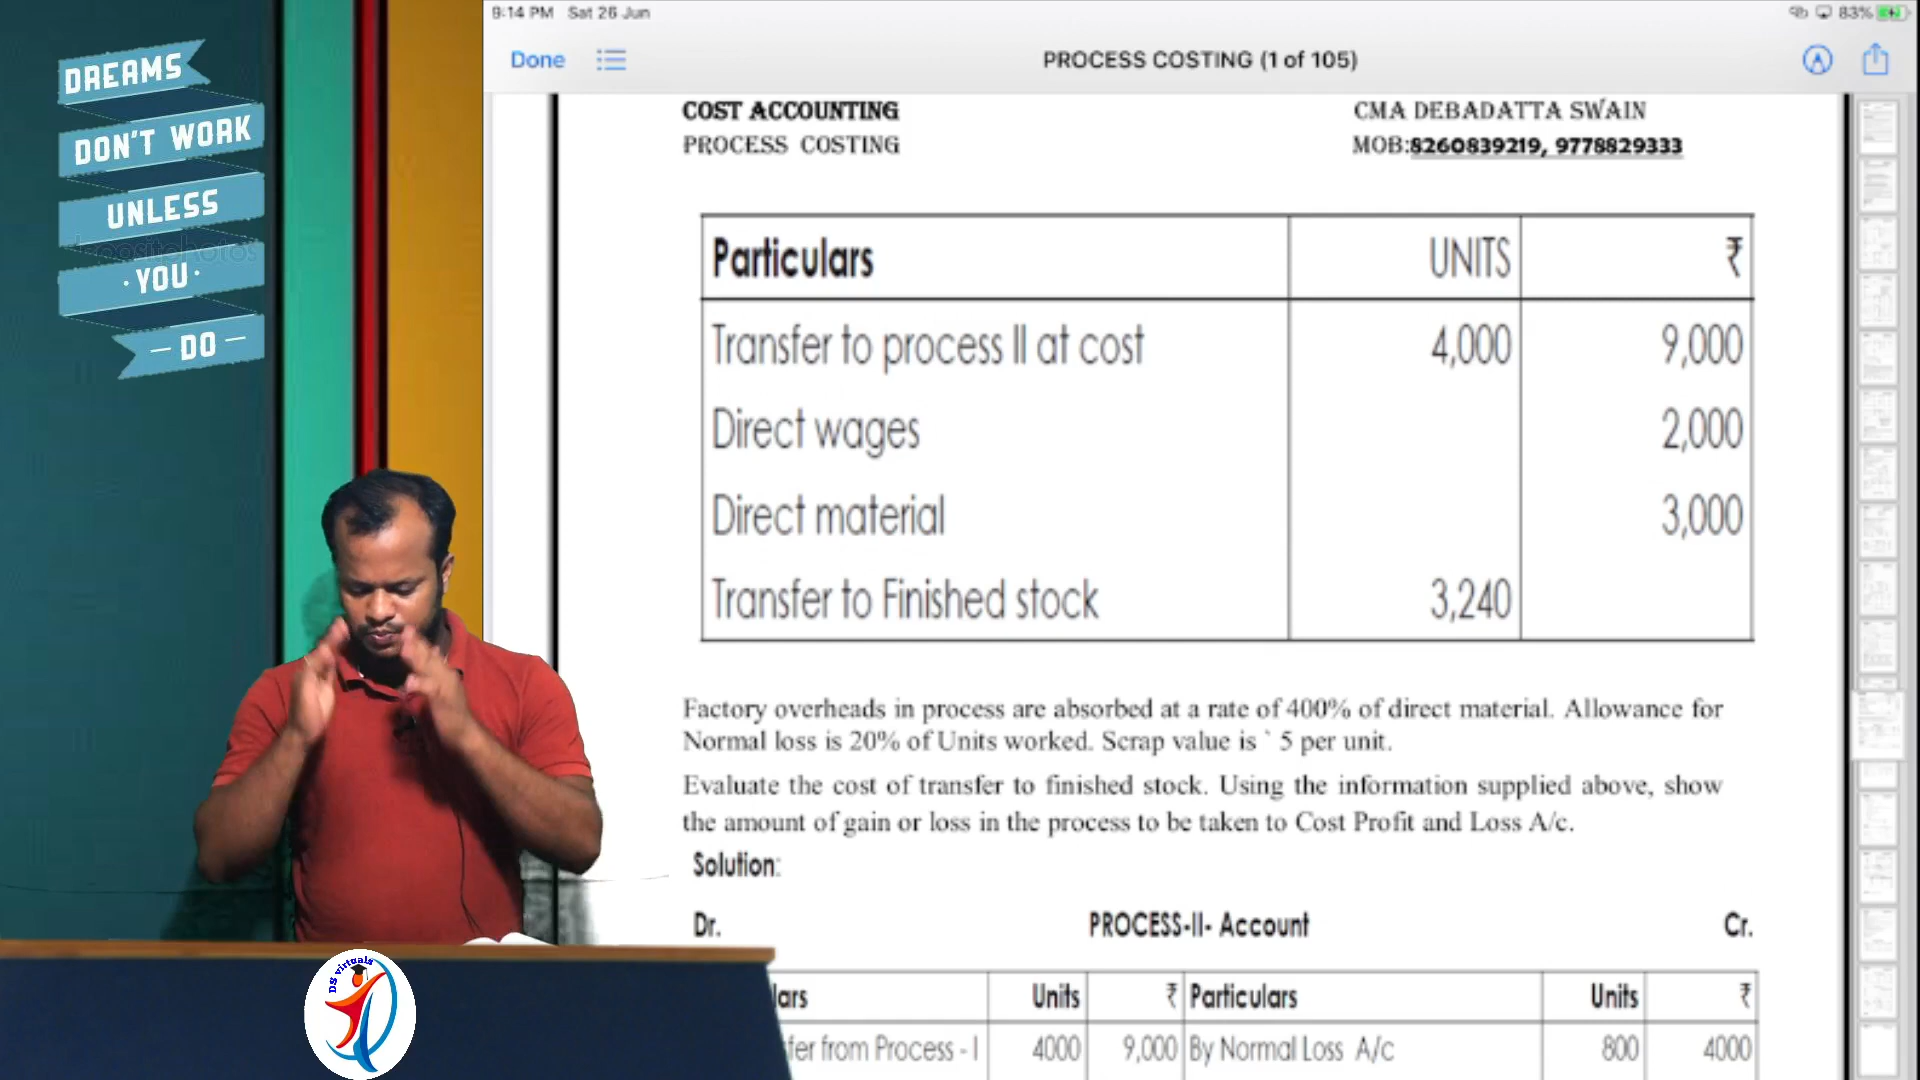 9:14 PM Sat 26 Jun
83%
Done
PROCESS COSTING (1 of 105)
DREAMS
DON'T WORK
UNLESS
· YOU ·
— DO —
depositphotos
COST ACCOUNTING
CMA DEBADATTA SWAIN
PROCESS COSTING
MOB:8260839219, 9778829333
Particulars UNITS ₹
Transfer to process II at cost 4,000 9,000
Direct wages 2,000
Direct material 3,000
Transfer to Finished stock 3,240
Factory overheads in process are absorbed at a rate of 400% of direct material. Allowance for
Normal loss is 20% of Units worked. Scrap value is ` 5 per unit.
Evaluate the cost of transfer to finished stock. Using the information supplied above, show
the amount of gain or loss in the process to be taken to Cost Profit and Loss A/c.
Solution:
Dr. PROCESS-II- Account Cr.
lars Units ₹ Particulars Units ₹
fer from Process - I 4000 9,000 By Normal Loss A/c 800 4000
DS virtuals